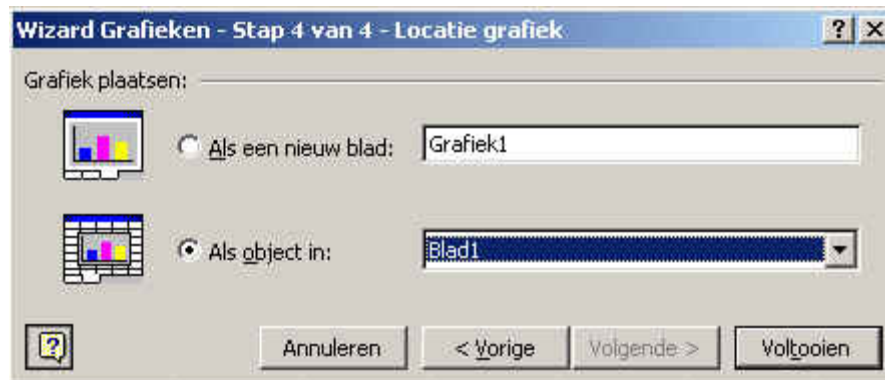 Wizard Grafieken - Stap 4 van 4 - Locatie grafiek
Grafiek plaatsen:
Als een nieuw blad: Grafiek1
Als object in: Blad1
Annuleren < Vorige Volgende > Voltooien